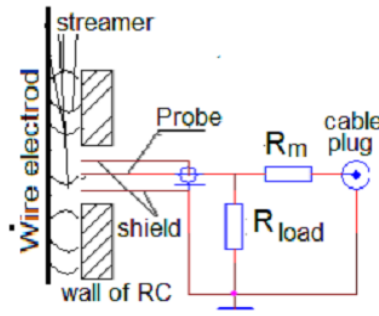 streamer
Wire electrod
Probe
shield
wall of RC
Rm
Rload
cable
plug